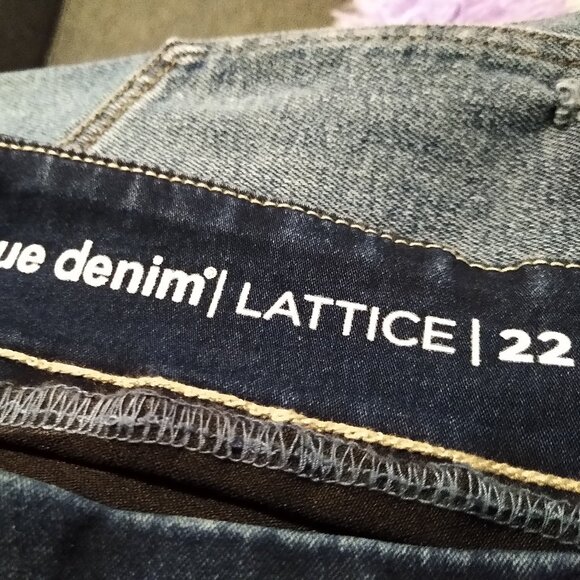 ue denim® | LATTICE | 22